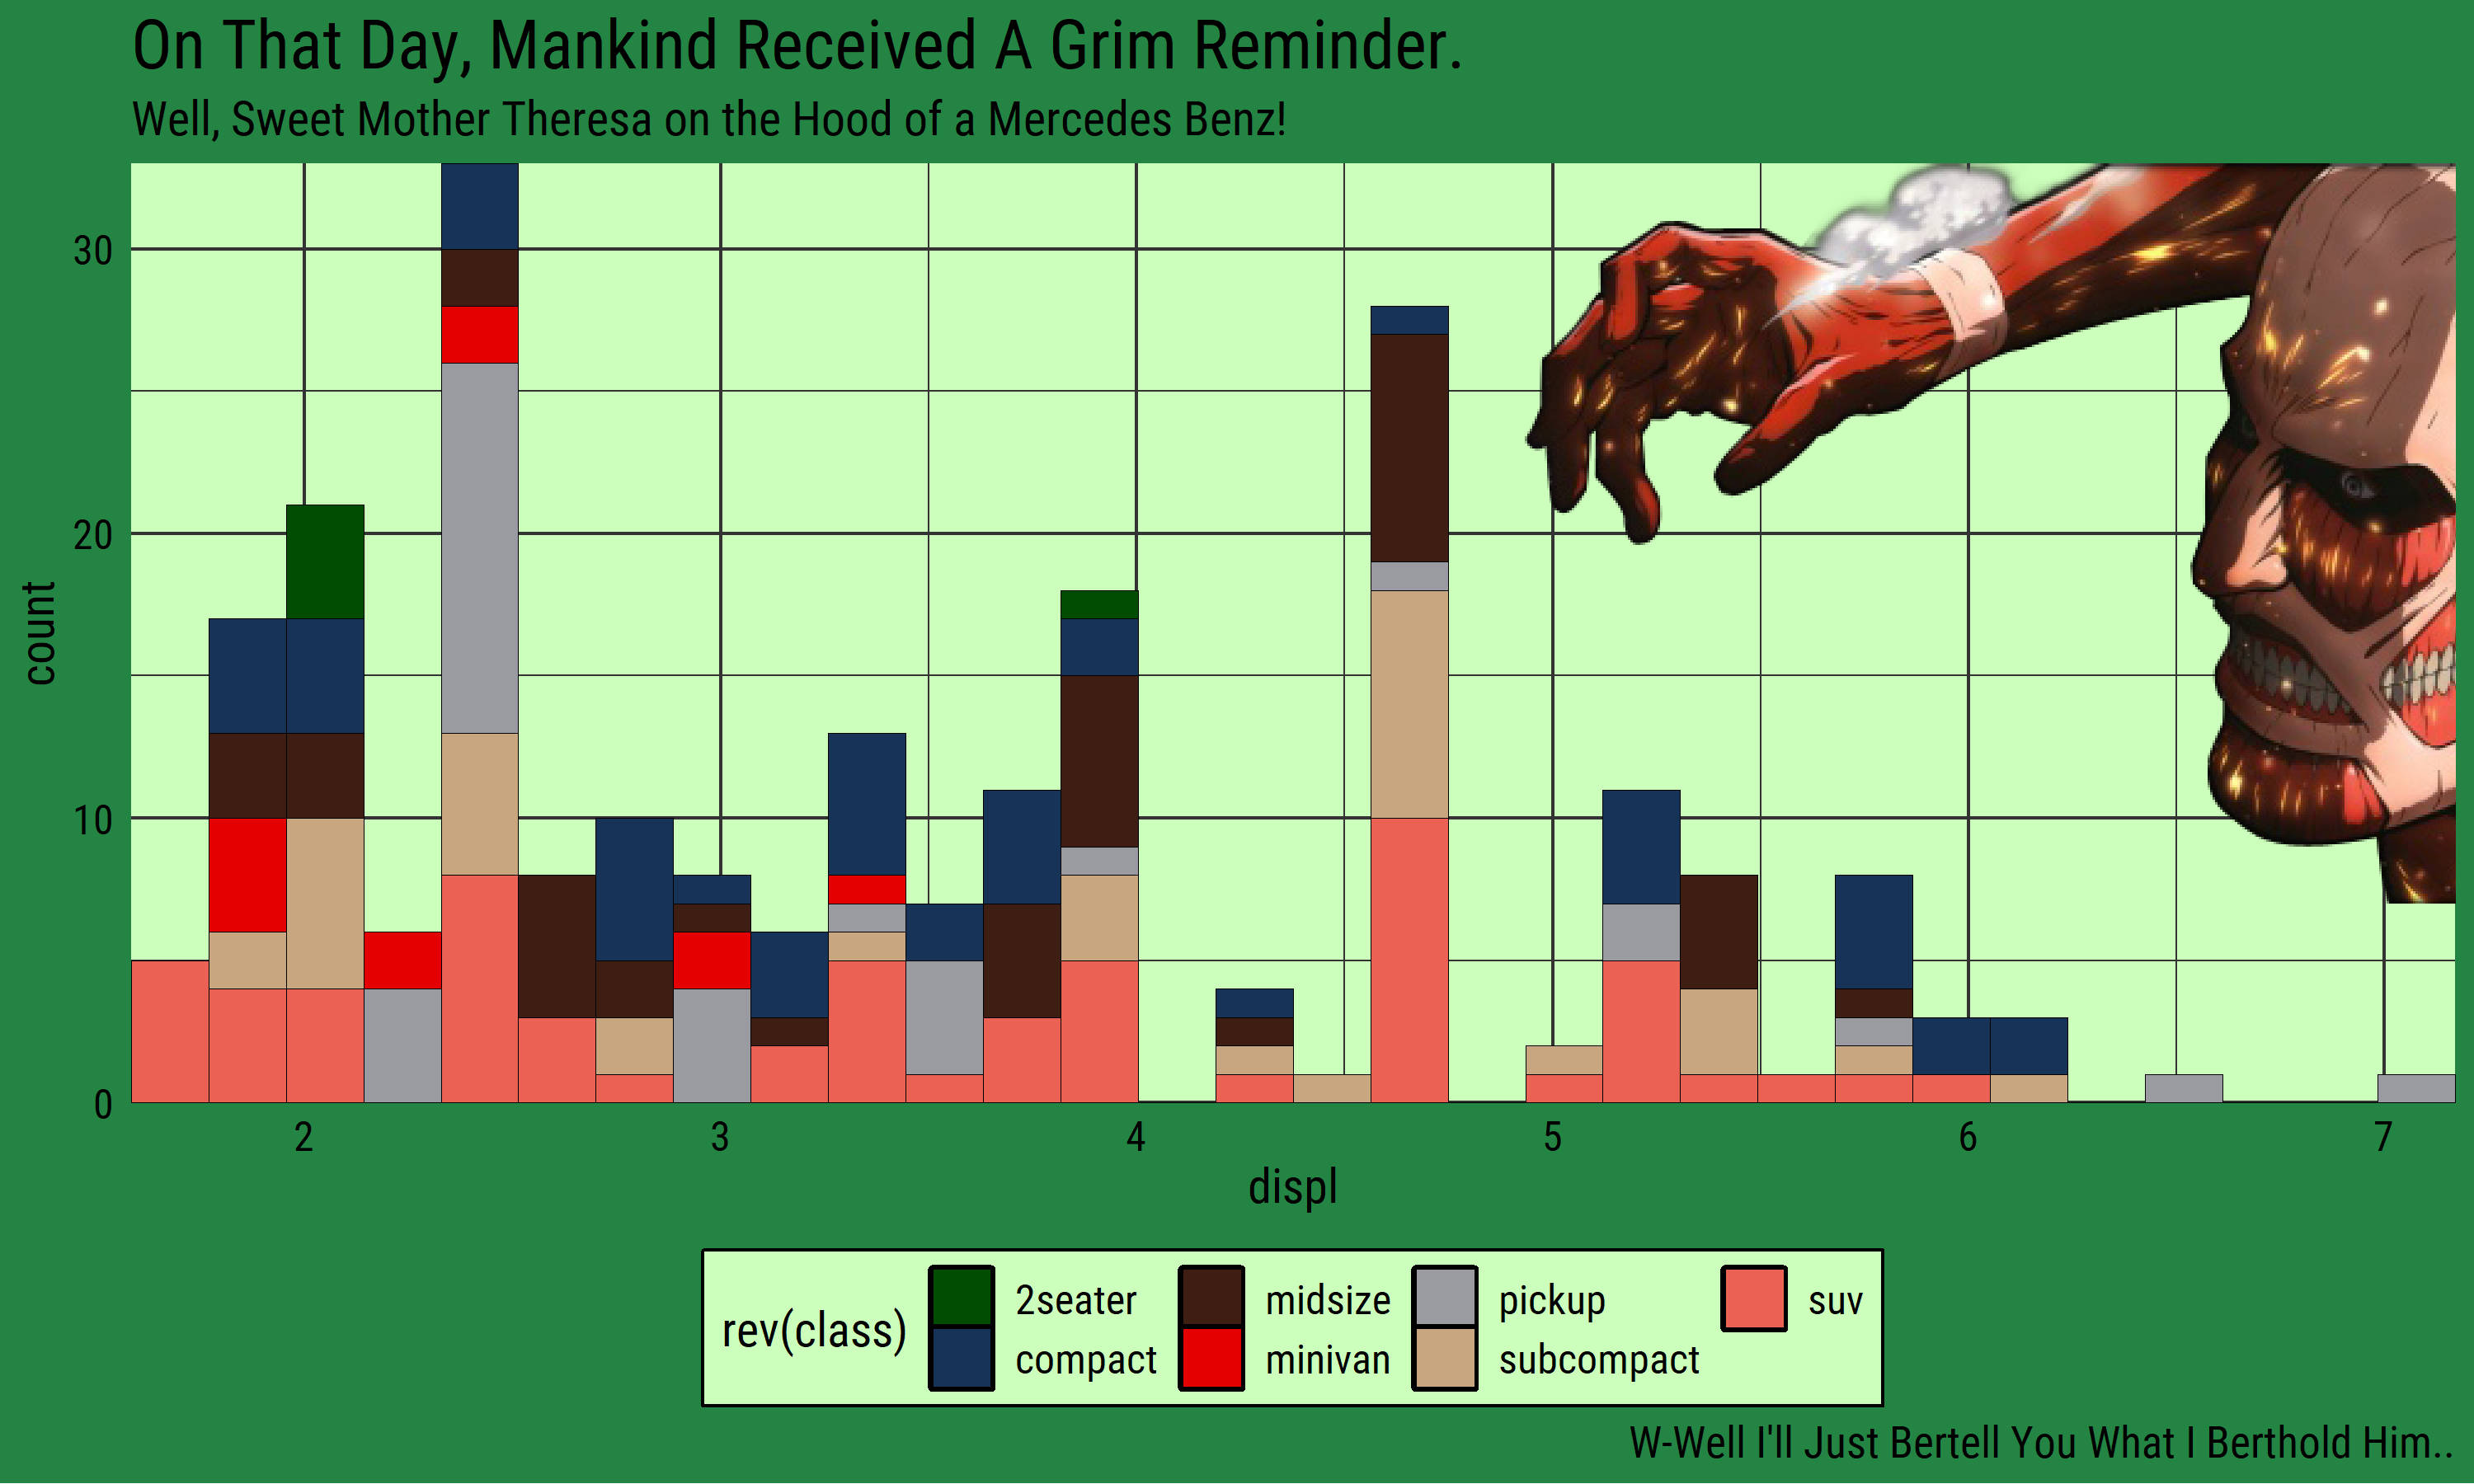 On That Day, Mankind Received A Grim Reminder.
Well, Sweet Mother Theresa on the Hood of a Mercedes Benz!
30
20
10
0
count
2 3 4 5 6 7
displ
rev(class)
2seater midsize pickup suv
compact minivan subcompact
W-Well I'll Just Bertell You What I Berthold Him..